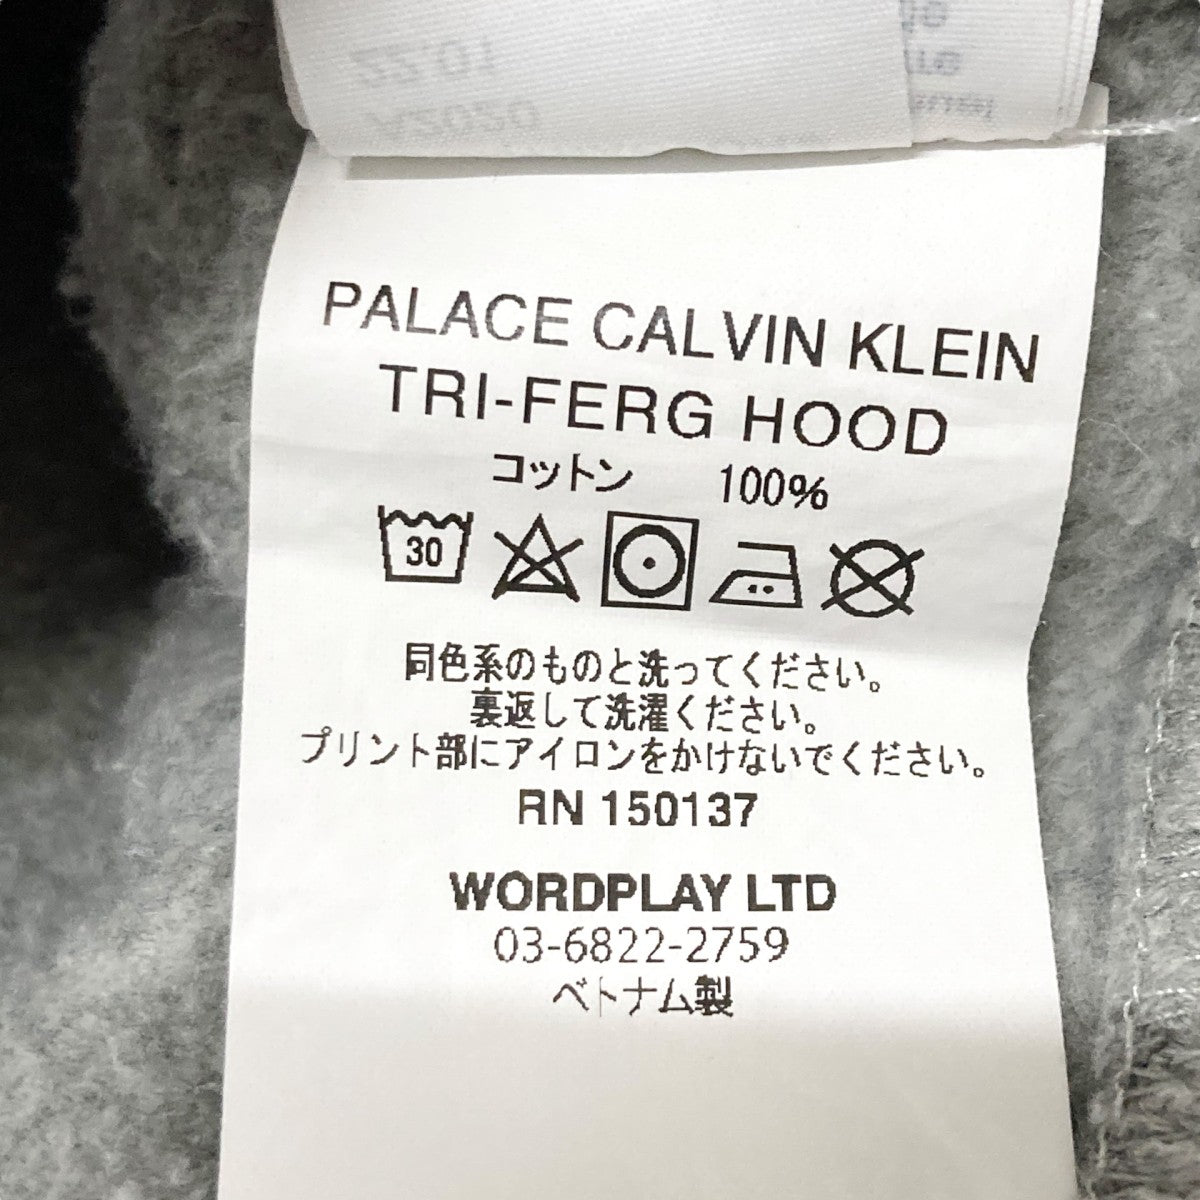 PALACE CALVIN KLEIN
TRI-FERG HOOD
コットン 100%
30
同色系のものと洗ってください。
裏返して洗濯ください。
プリント部にアイロンをかけないでください。
RN 150137
WORDPLAY LTD
03-6822-2759
ベトナム製